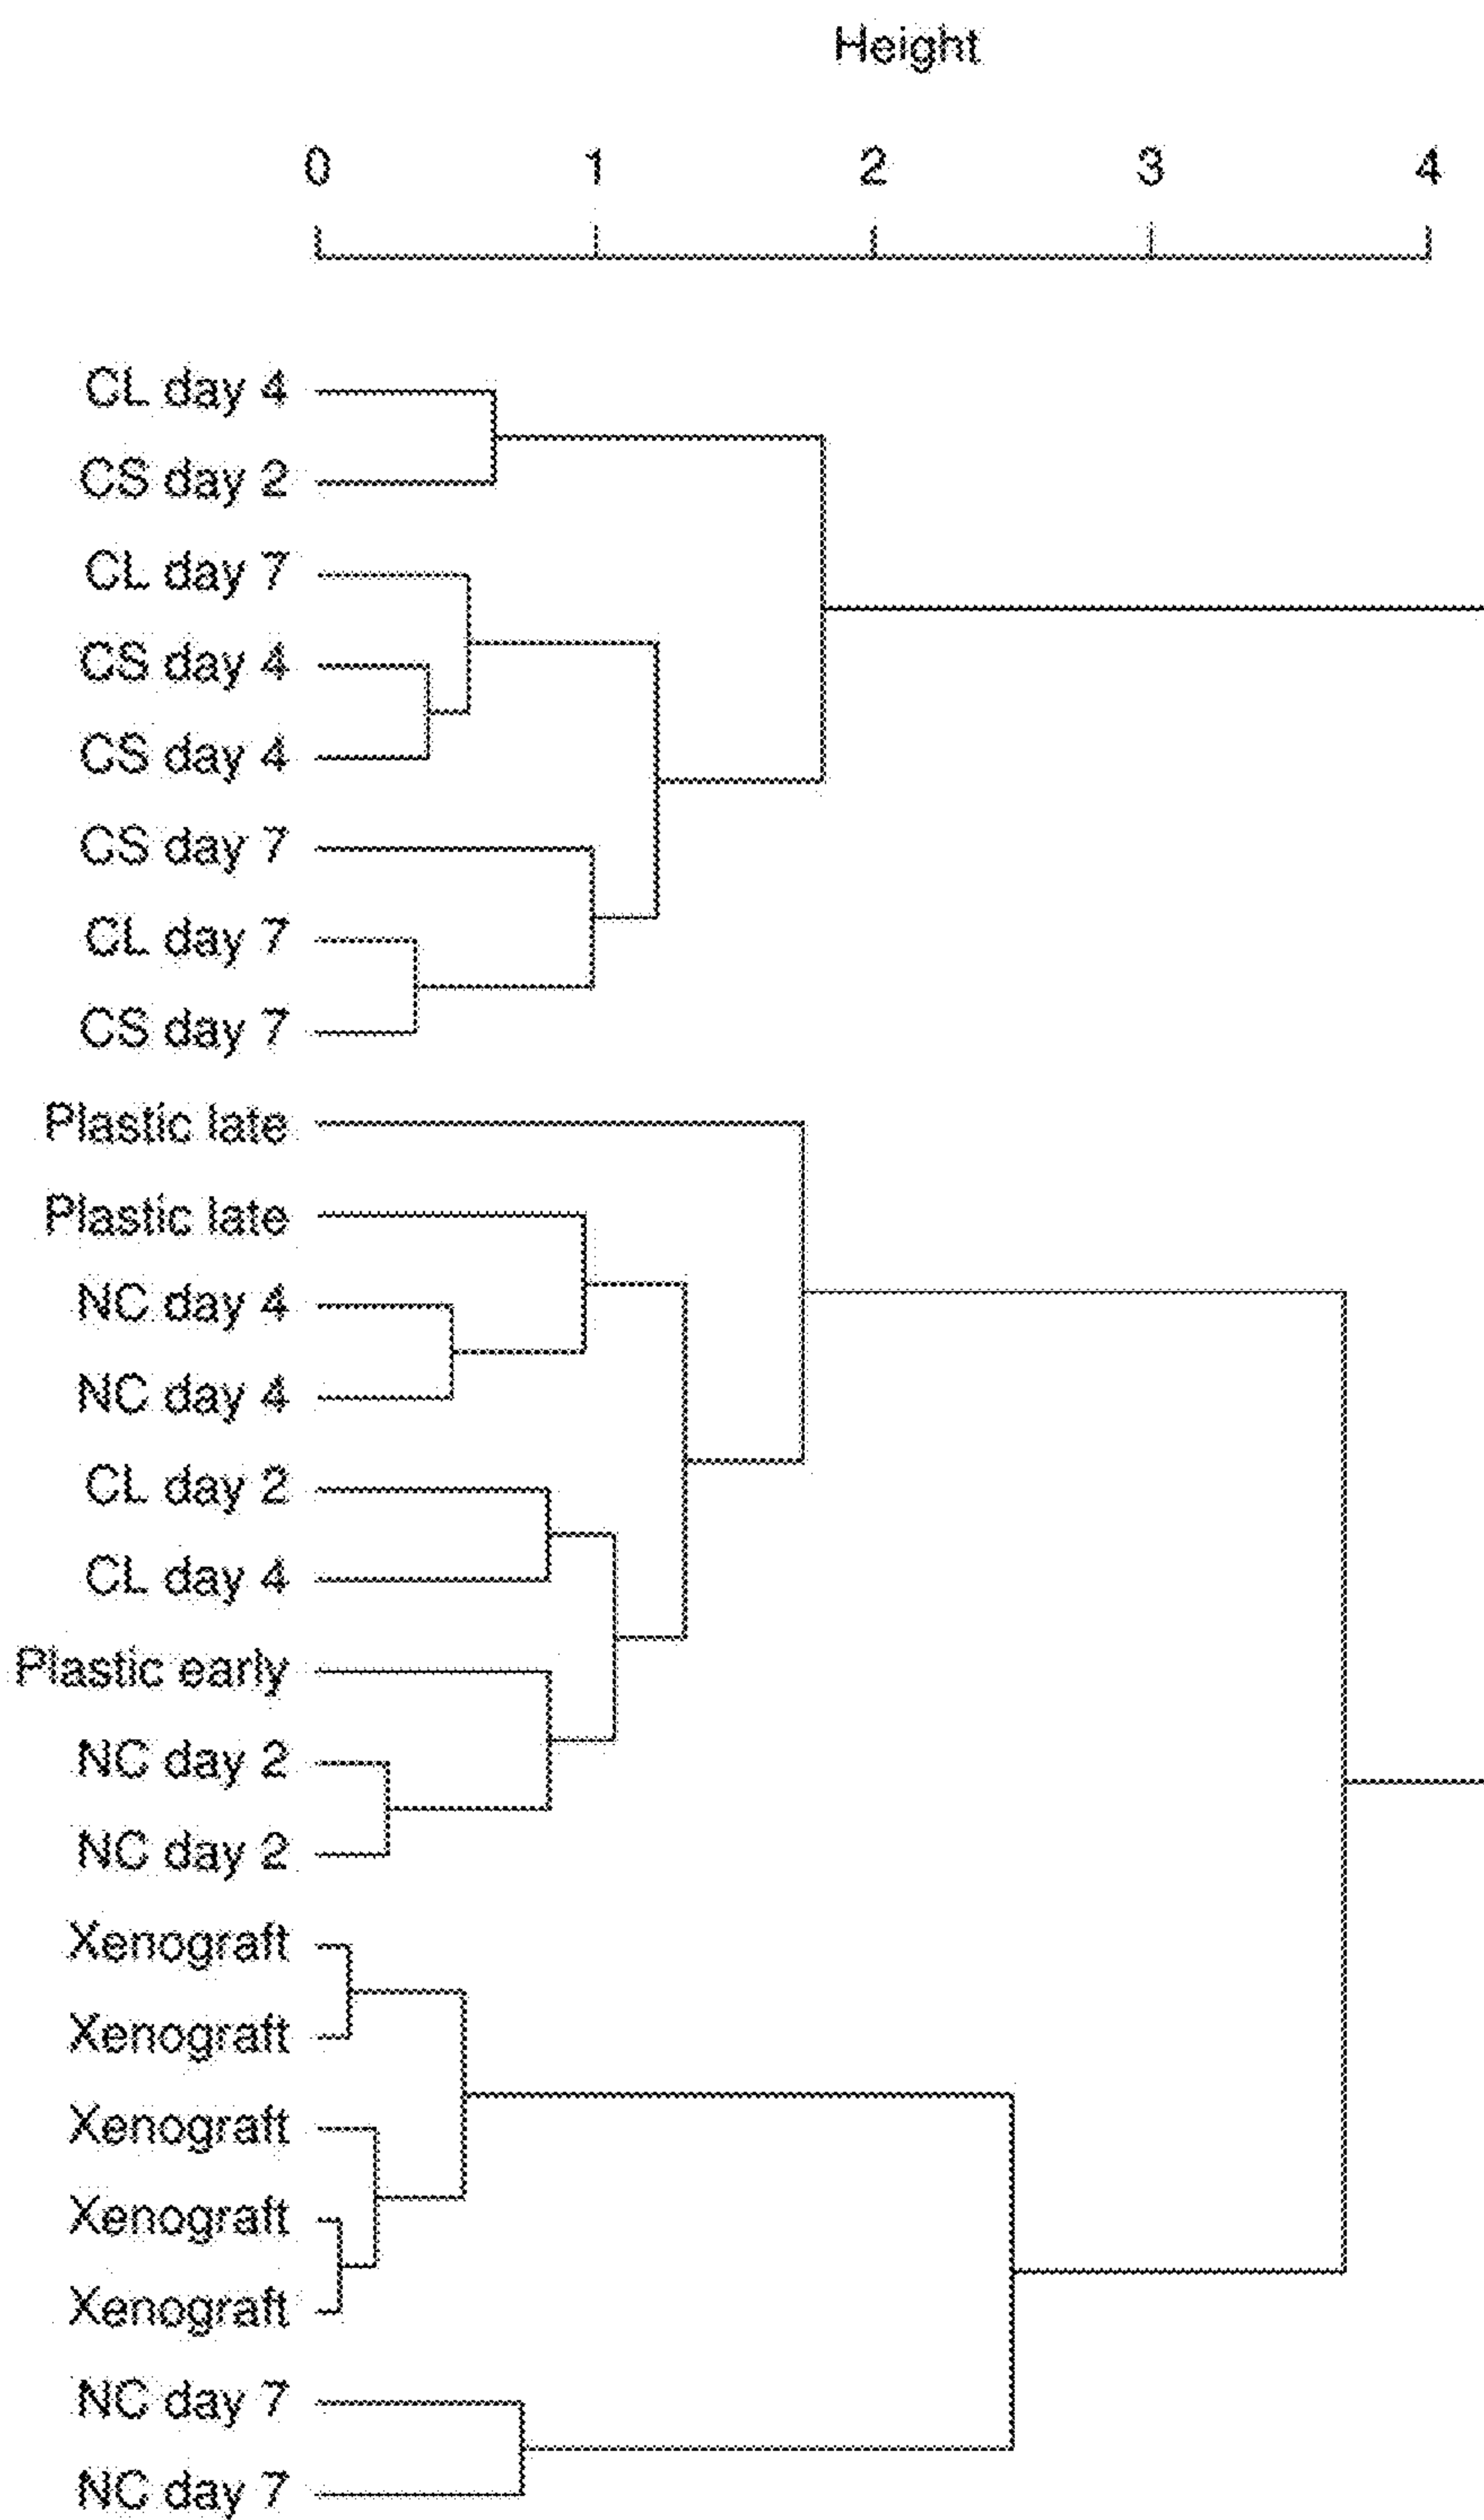 Height
0 1 2 3 4
CL day 4
CS day 2
CL day 7
CS day 4
CS day 4
CS day 7
CL day 7
CS day 7
Plastic late
Plastic late
NC day 4
NC day 4
CL day 2
CL day 4
Plastic early
NC day 2
NC day 2
Xenograft
Xenograft
Xenograft
Xenograft
Xenograft
NC day 7
NC day 7